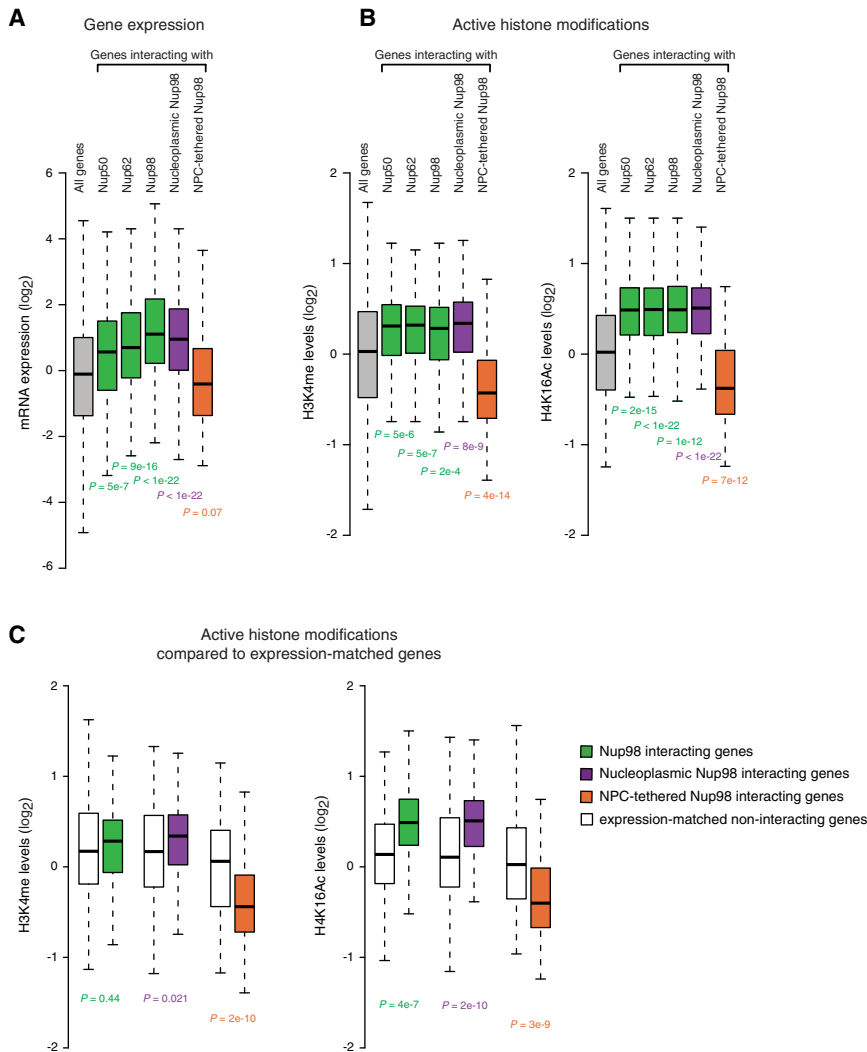 A
Gene expression
Genes interacting with
All genes
Nup50
Nup62
Nup98
Nucleoplasmic Nup98
NPC-tethered Nup98
mRNA expression (log2)
6
4
2
0
-2
-4
-6
P = 5e-7
P = 9e-16
P < 1e-22
P < 1e-22
P = 0.07
B
Active histone modifications
Genes interacting with
All genes
Nup50
Nup62
Nup98
Nucleoplasmic Nup98
NPC-tethered Nup98
H3K4me levels (log2)
2
1
0
-1
-2
P = 5e-6
P = 5e-7
P = 2e-4
P = 8e-9
P = 4e-14
Genes interacting with
All genes
Nup50
Nup62
Nup98
Nucleoplasmic Nup98
NPC-tethered Nup98
H4K16Ac levels (log2)
2
1
0
-1
-2
P = 2e-15
P < 1e-22
P = 1e-12
P < 1e-22
P = 7e-12
C
Active histone modifications
compared to expression-matched genes
H3K4me levels (log2)
2
1
0
-1
-2
P = 0.44
P = 0.021
P = 2e-10
H4K16Ac levels (log2)
2
1
0
-1
-2
P = 4e-7
P = 2e-10
P = 3e-9
Nup98 interacting genes
Nucleoplasmic Nup98 interacting genes
NPC-tethered Nup98 interacting genes
expression-matched non-interacting genes